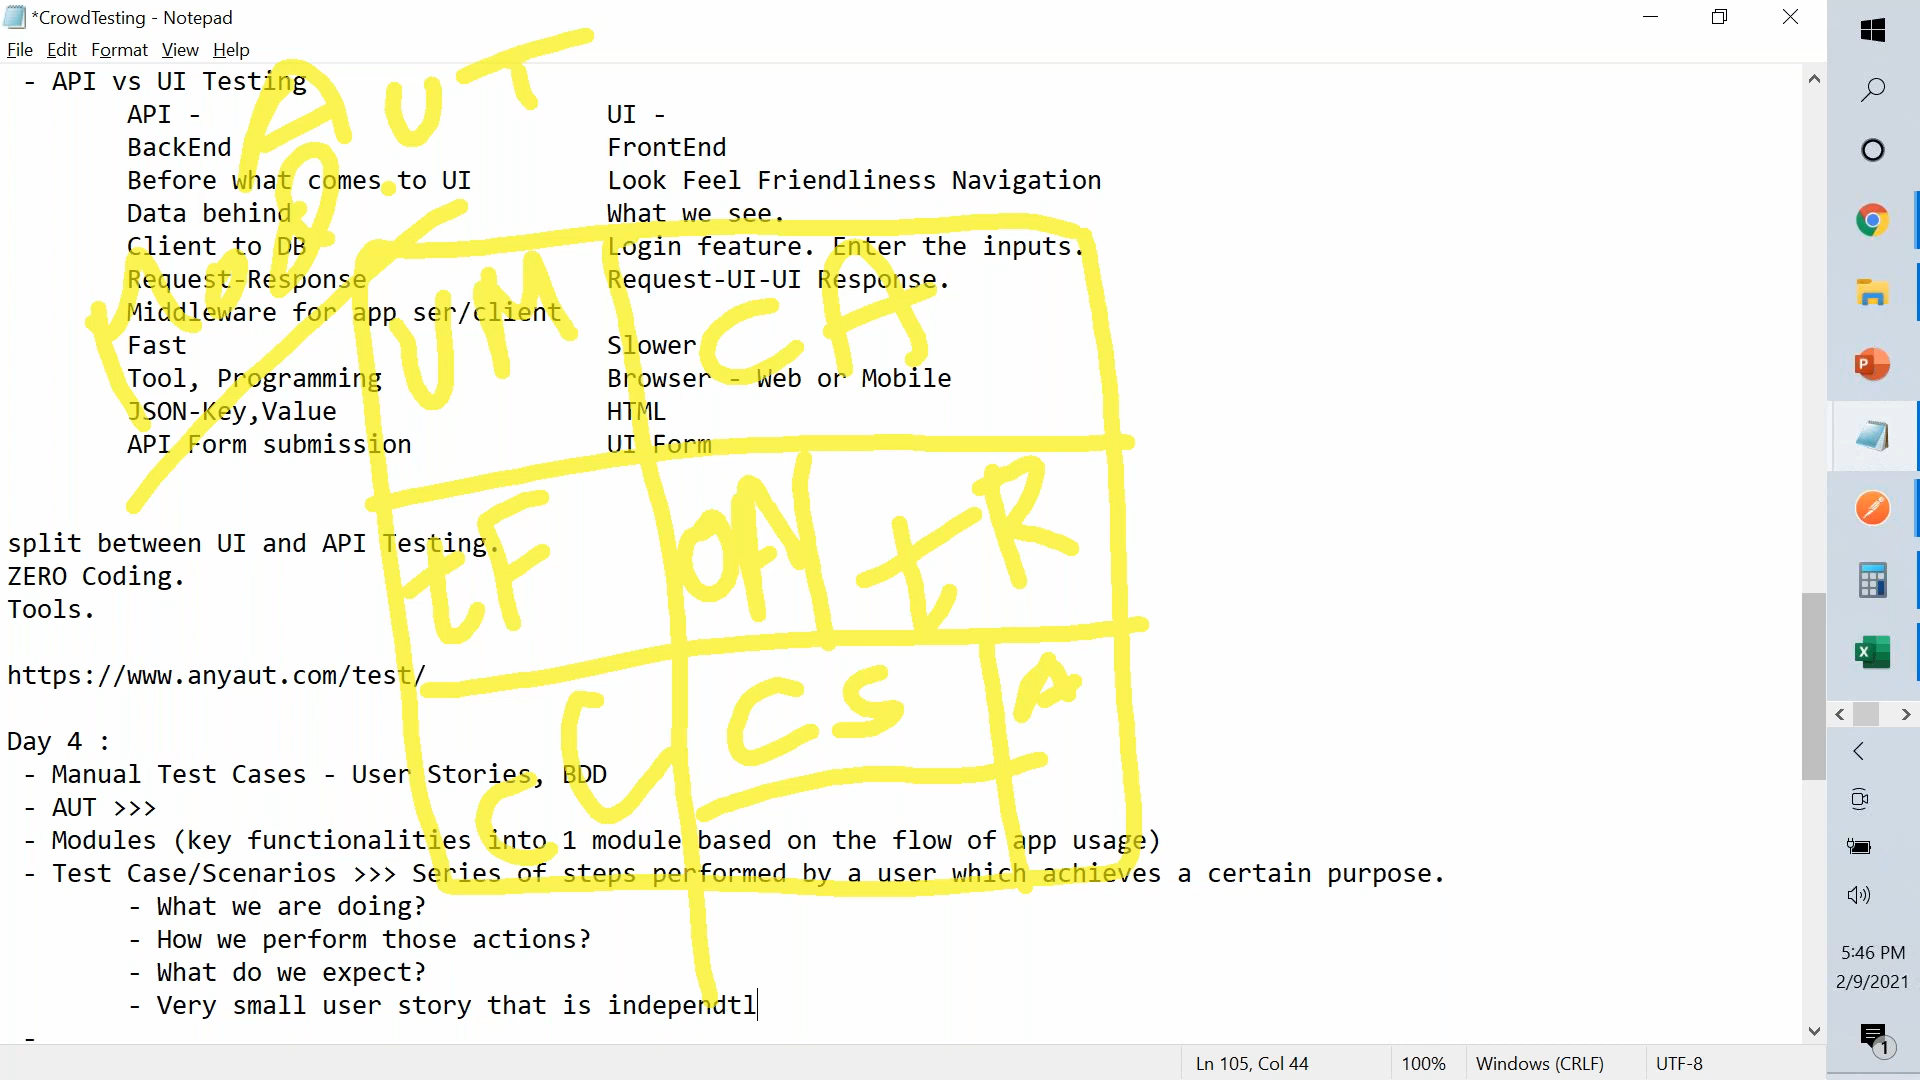 *CrowdTesting - Notepad
File Edit Format View Help
- API vs UI Testing
API - UI -
BackEnd FrontEnd
Before what comes to UI Look Feel Friendliness Navigation
Data behind What we see.
Client to DB Login feature. Enter the inputs.
Request-Response Request-UI-UI Response.
Middleware for app ser/client
Fast Slower
Tool, Programming Browser - Web or Mobile
JSON-Key,Value HTML
API Form submission UI Form
split between UI and API Testing.
ZERO Coding.
Tools.
https://www.anyaut.com/test/
Day 4 :
- Manual Test Cases - User Stories, BDD
- AUT >>>
- Modules (key functionalities into 1 module based on the flow of app usage)
- Test Case/Scenarios >>> Series of steps performed by a user which achieves a certain purpose.
- What we are doing?
- How we perform those actions?
- What do we expect?
- Very small user story that is independtl
-
AUT
UM CA
tF ON tR
CU CS A
Ln 105, Col 44 100% Windows (CRLF) UTF-8
5:46 PM
2/9/2021
1